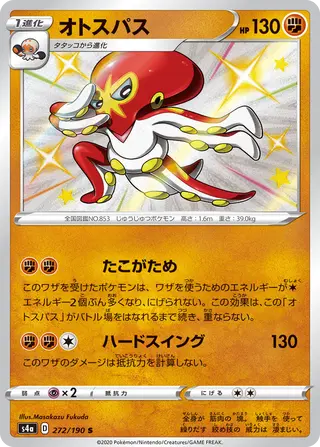 1進化
オトスパス
HP 130
タタッコから進化
全国図鑑NO.853 じゅうじゅつポケモン 高さ:1.6m 重さ:39.0kg
たこがため
このワザを受けたポケモンは、ワザを使うためのエネルギーが
エネルギー2個ぶん多くなり、にげられない。この効果は、この「オ
トスパス」がバトル場をはなれるまで続き、重ならない。
ハードスイング 130
このワザのダメージは抵抗力を計算しない。
弱点 ×2 抵抗力 にげる
Illus.Masakazu Fukuda
s4a D 272/190 S
©2020 Pokémon/Nintendo/Creatures/GAME FREAK.